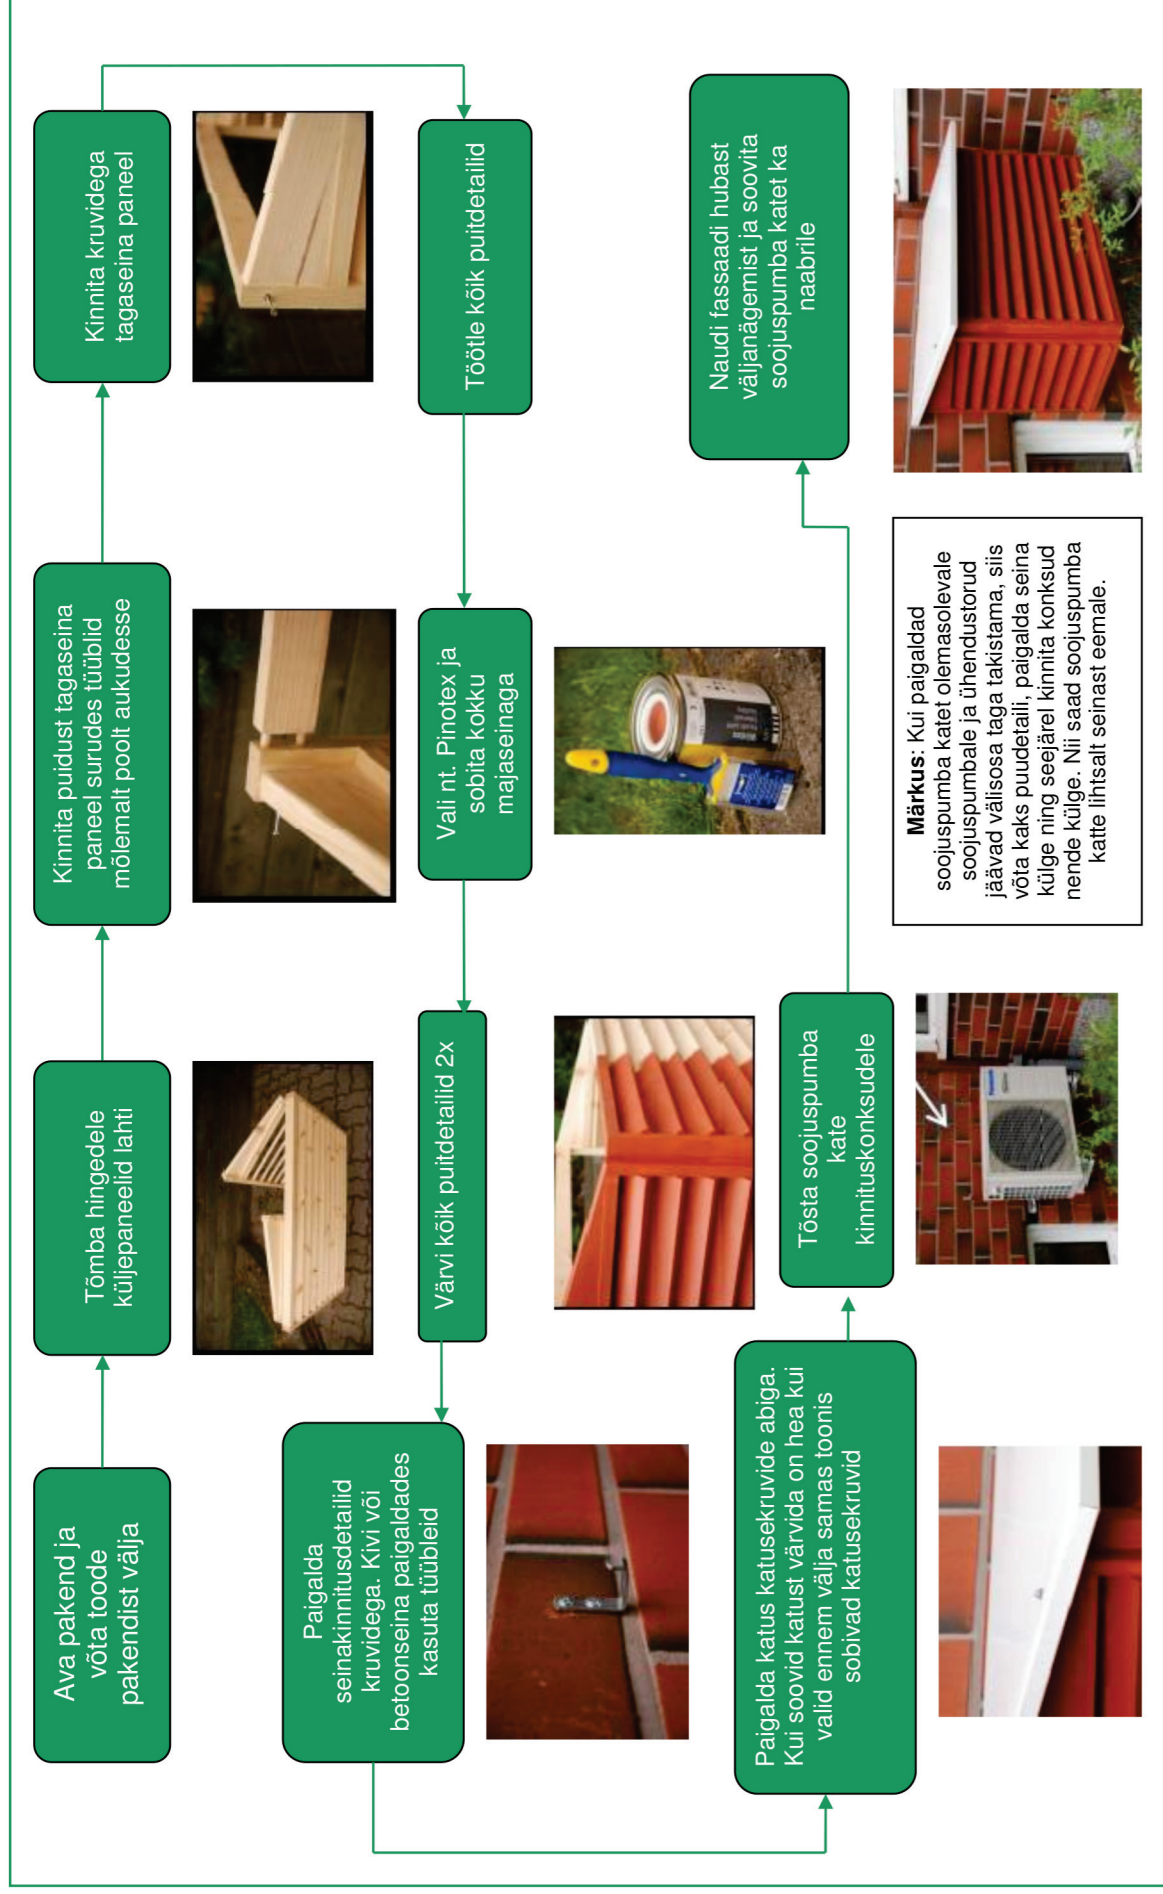 Ava pakend ja
võta toode
pakendist välja
Tõmba hingedele
küljepaneelid lahti
Kinnita puidust tagaseina
paneel surudes tüüblid
mõlemalt poolt aukudesse
Kinnita kruvidega
tagaseina paneel
Töötle kõik puitdetailid
Vali nt. Pinotex ja
sobita kokku
majaseinaga
Värvi kõik puitdetailid 2x
Paigalda
seinakinnitusdetailid
kruvidega. Kivi või
betoonseina paigaldades
kasuta tüübleid
Paigalda katus katusekruvide abiga.
Kui soovid katust värvida on hea kui
valid ennem välja samas toonis
sobivad katusekruvid
Tõsta soojuspumba
kate
kinnituskonksudele
Naudi fassaadi hubast
väljanägemist ja soovita
soojuspumba katet ka
naabrile
Märkus: Kui paigaldad
soojuspumba katet olemasolevale
soojuspumbale ja ühendustorud
jäävad välisosa taga takistama, siis
võta kaks puudetaili, paigalda seina
külge ning seejärel kinnita konksud
nende külge. Nii saad soojuspumba
katte lihtsalt seinast eemale.